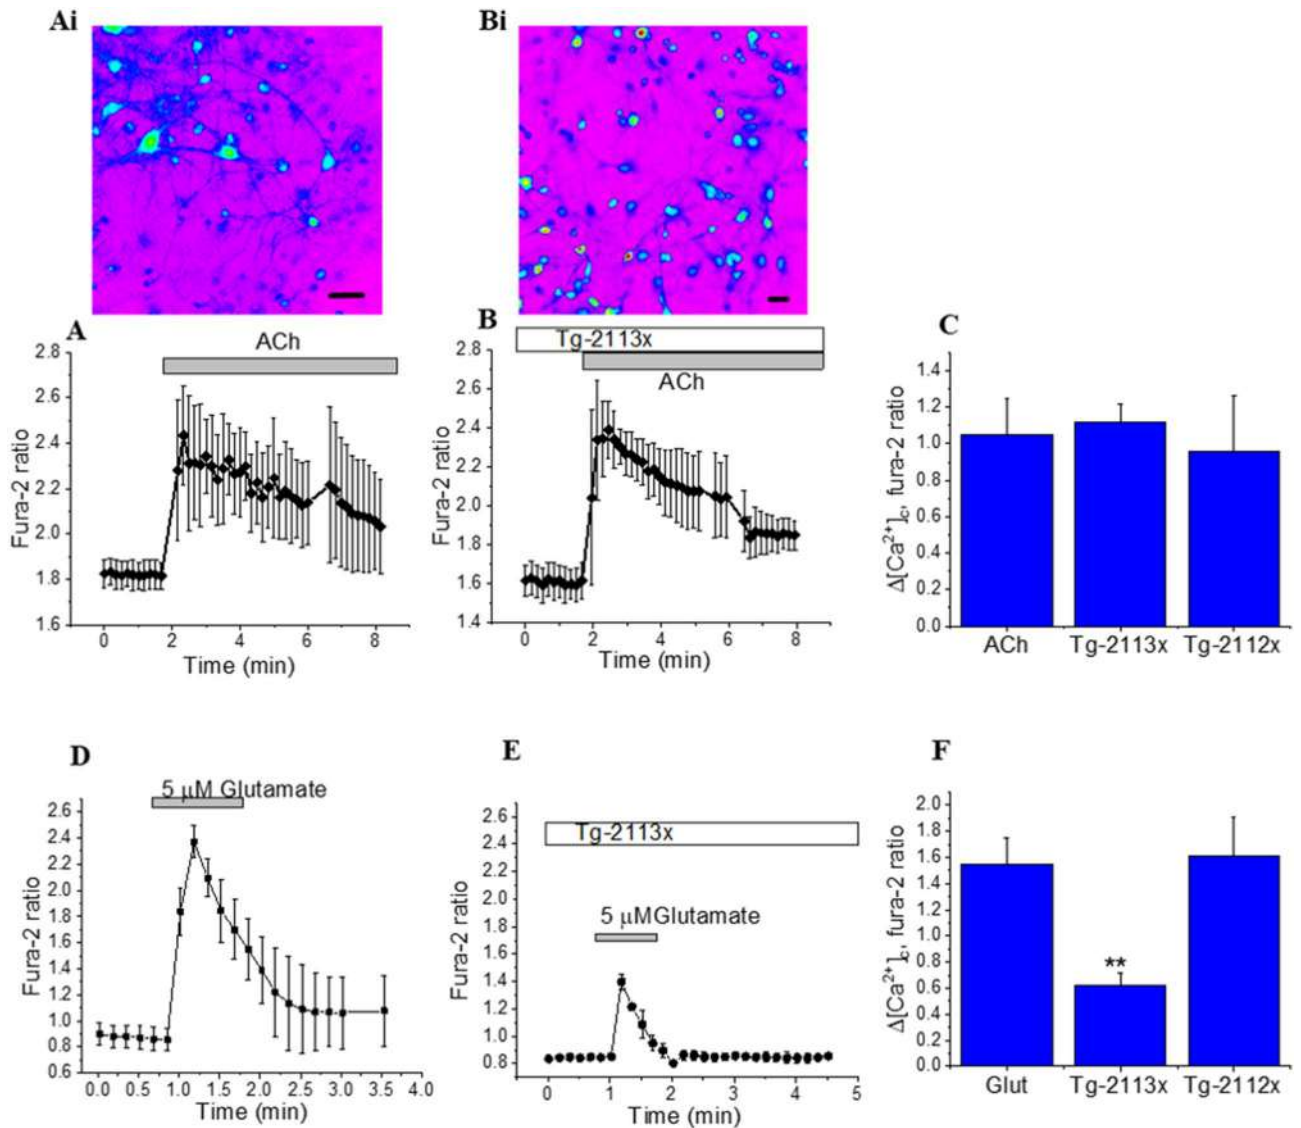 Ai
Bi
A
ACh
Fura-2 ratio
2.8
2.6
2.4
2.2
2.0
1.8
1.6
0 2 4 6 8
Time (min)
B
Tg-2113x
ACh
Fura-2 ratio
2.8
2.6
2.4
2.2
2.0
1.8
1.6
1.4
0 2 4 6 8
Time (min)
C
Δ[Ca²⁺]c, fura-2 ratio
1.4
1.2
1.0
0.8
0.6
0.4
0.2
0.0
ACh Tg-2113x Tg-2112x
D
5 μM Glutamate
Fura-2 ratio
2.6
2.4
2.2
2.0
1.8
1.6
1.4
1.2
1.0
0.8
0.6
0.0 0.5 1.0 1.5 2.0 2.5 3.0 3.5 4.0
Time (min)
E
Tg-2113x
5 μMGlutamate
Fura-2 ratio
2.6
2.4
2.2
2.0
1.8
1.6
1.4
1.2
1.0
0.8
0 1 2 3 4 5
Time (min)
F
Δ[Ca²⁺]c, fura-2 ratio
2.0
1.8
1.6
1.4
1.2
1.0
0.8
0.6
0.4
0.2
0.0
**
Glut Tg-2113x Tg-2112x